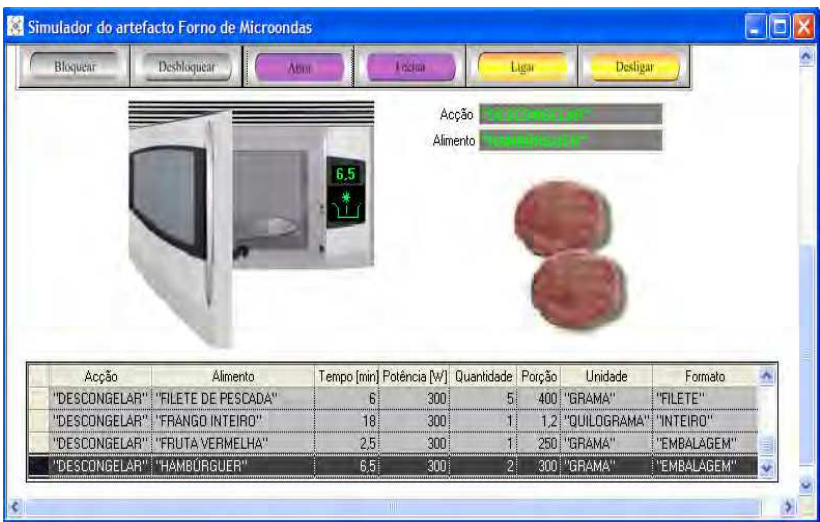 Simulador do artefacto Forno de Microondas
Bloquear Desbloquear Abrir Fechar Ligar Desligar
Acção "DESCONGELAR"
Alimento "HAMBÚRGUER"
6,5
Acção Alimento Tempo [min] Potência [W] Quantidade Porção Unidade Formato
"DESCONGELAR" "FILETE DE PESCADA" 6 300 5 400 "GRAMA" "FILETE"
"DESCONGELAR" "FRANGO INTEIRO" 18 300 1 1,2 "QUILOGRAMA" "INTEIRO"
"DESCONGELAR" "FRUTA VERMELHA" 2,5 300 1 250 "GRAMA" "EMBALAGEM"
"DESCONGELAR" "HAMBÚRGUER" 6,5 300 2 300 "GRAMA" "EMBALAGEM"